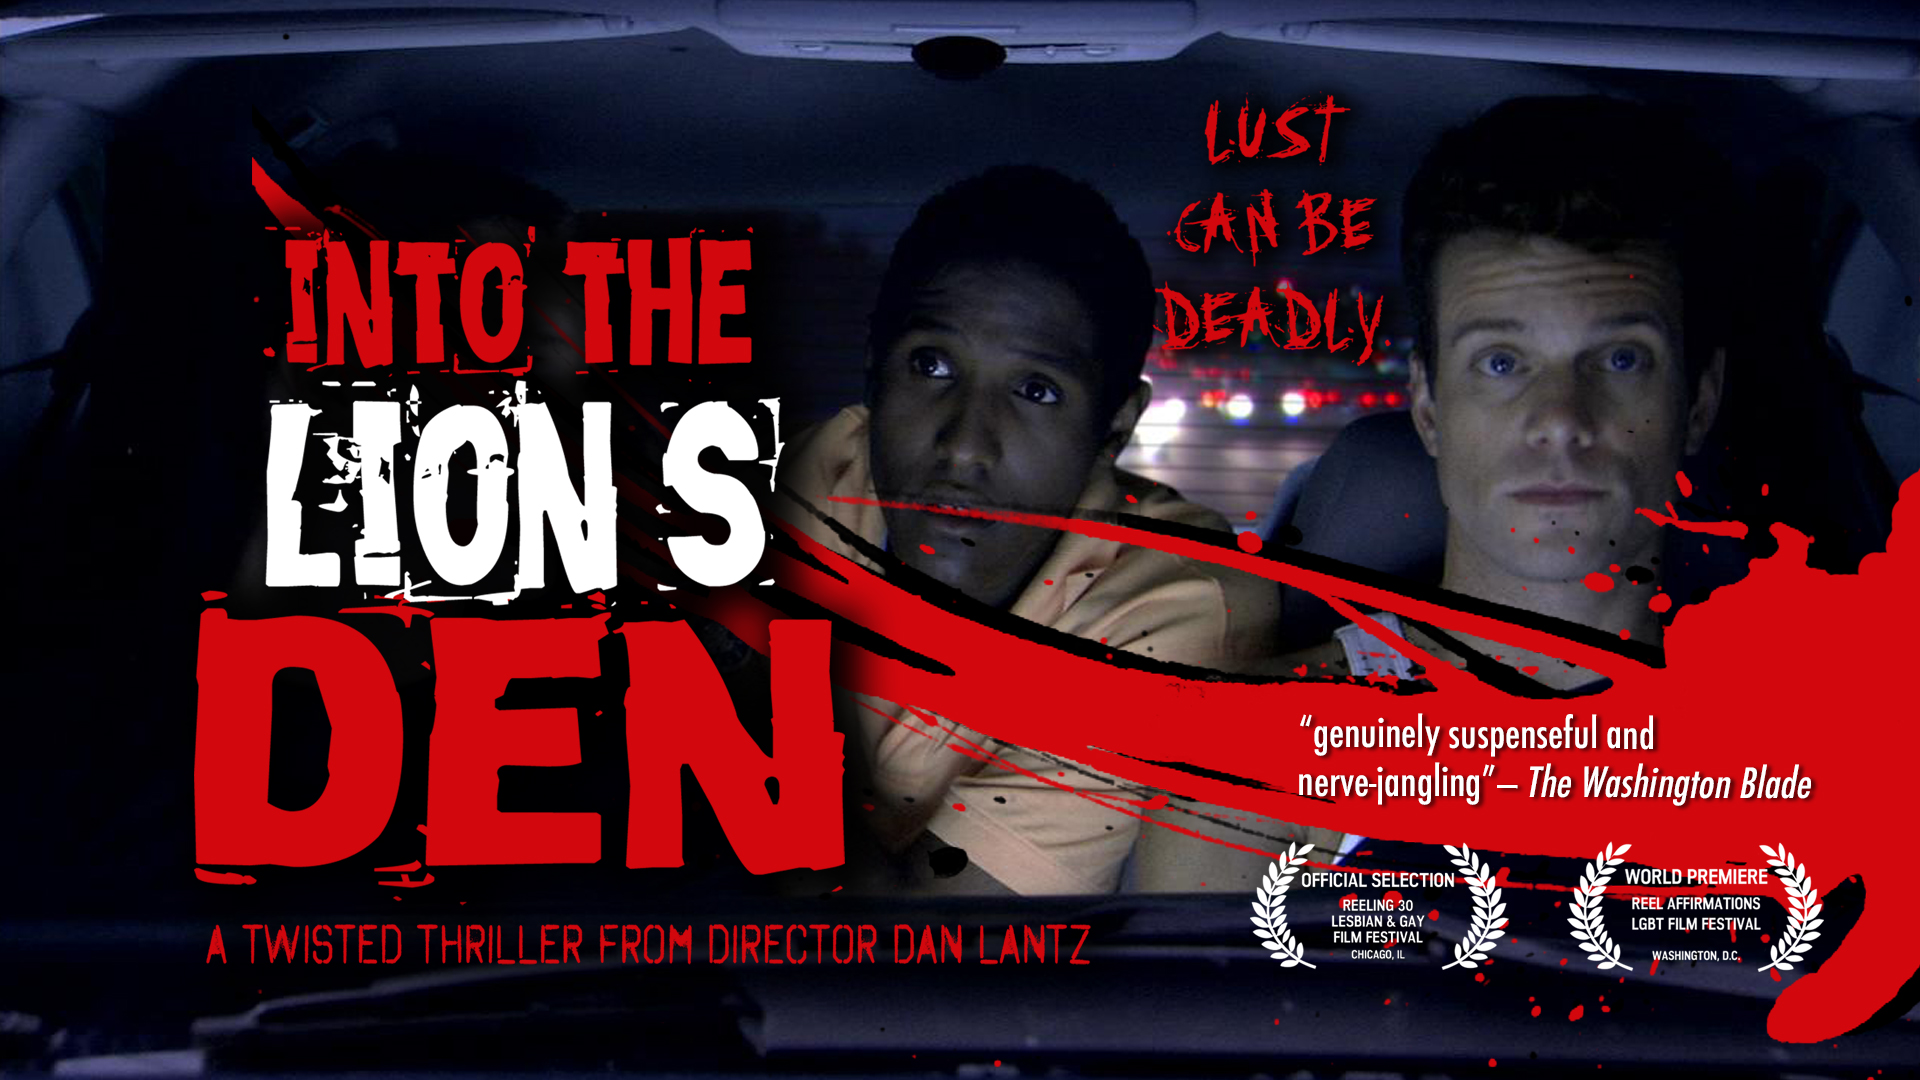 INTO THE
LION S
DEN
A TWISTED THRILLER FROM DIRECTOR DAN LANTZ
LUST
CAN BE
DEADLY.
“genuinely suspenseful and
nerve-jangling” – The Washington Blade
OFFICIAL SELECTION
REELING 30
LESBIAN & GAY
FILM FESTIVAL
CHICAGO, IL
WORLD PREMIERE
REEL AFFIRMATIONS
LGBT FILM FESTIVAL
WASHINGTON, D.C.